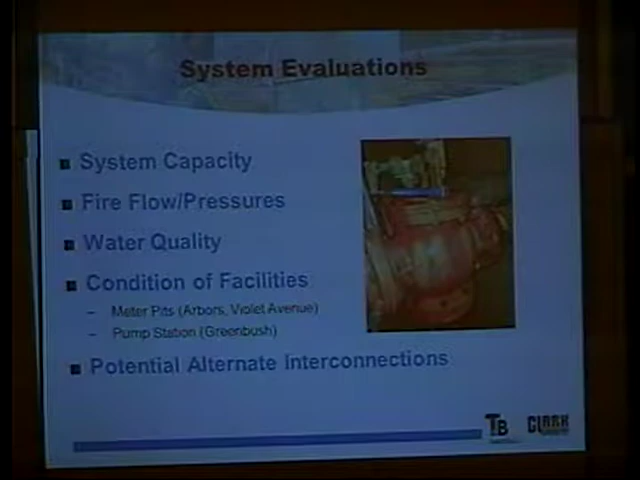 System Evaluations
System Capacity
Fire Flow/Pressures
Water Quality
Condition of Facilities
– Meter Pits (Arbors, Violet Avenue)
– Pump Station (Greenbush)
Potential Alternate Interconnections
TB
CLARK